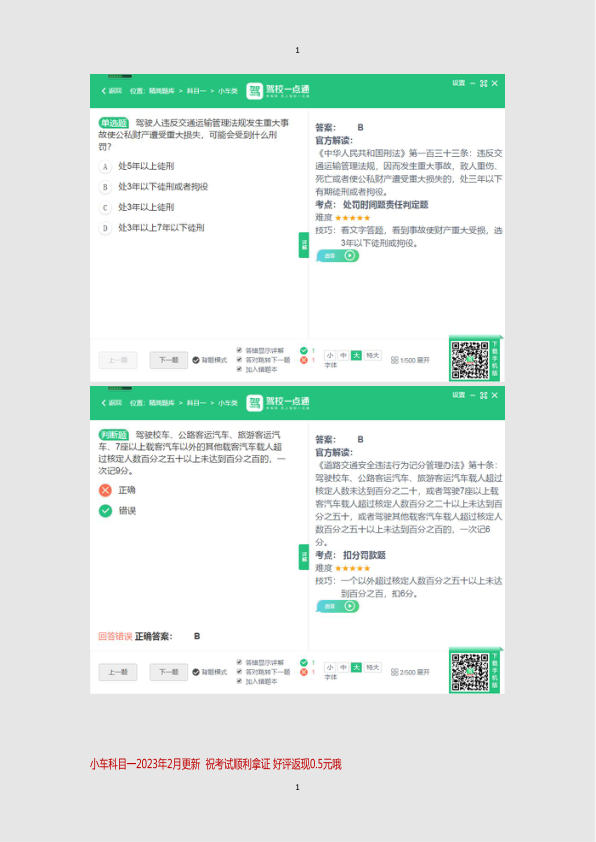 1
返回 位置: 精简题库 > 科目一 > 小车类 驾 驾校一点通 设置
单选题 驾驶人违反交通运输管理法规发生重大事
故使公私财产遭受重大损失，可能会受到什么刑
罚？
A 处5年以上徒刑
B 处3年以下徒刑或者拘役
C 处3年以上徒刑
D 处3年以上7年以下徒刑
详解
答案： B
官方解读：
《中华人民共和国刑法》第一百三十三条：违反交
通运输管理法规，因而发生重大事故，致人重伤、
死亡或者使公私财产遭受重大损失的，处三年以下
有期徒刑或者拘役。
考点： 处罚时间题责任判定题
难度 ★★★★★
技巧：看文字答题，看到事故使财产重大受损，选
3年以下徒刑或拘役。
上一题 下一题 背题模式
答错显示详解
答对跳转下一题
加入错题本
1
1
小 中 大 特大
字体
1/500 展开
下载手机版
返回 位置: 精简题库 > 科目一 > 小车类 驾 驾校一点通 设置
判断题 驾驶校车、公路客运汽车、旅游客运汽
车、7座以上载客汽车以外的其他载客汽车载人超
过核定人数百分之五十以上未达到百分之百的，一
次记9分。
正确
错误
详解
回答错误 正确答案： B
答案： B
官方解读：
《道路交通安全违法行为记分管理办法》第十条：
驾驶校车、公路客运汽车、旅游客运汽车载人超过
核定人数未达到百分之二十，或者驾驶7座以上载
客汽车载人超过核定人数百分之二十以上未达到百
分之五十，或者驾驶其他载客汽车载人超过核定人
数百分之五十以上未达到百分之百的，一次记6
分。
考点： 扣分罚款题
难度 ★★★★★
技巧：一个以外超过核定人数百分之五十以上未达
到百分之百，扣6分。
上一题 下一题 背题模式
答错显示详解
答对跳转下一题
加入错题本
1
1
小 中 大 特大
字体
2/500 展开
下载手机版
小车科目一2023年2月更新 祝考试顺利拿证 好评返现0.5元哦
1